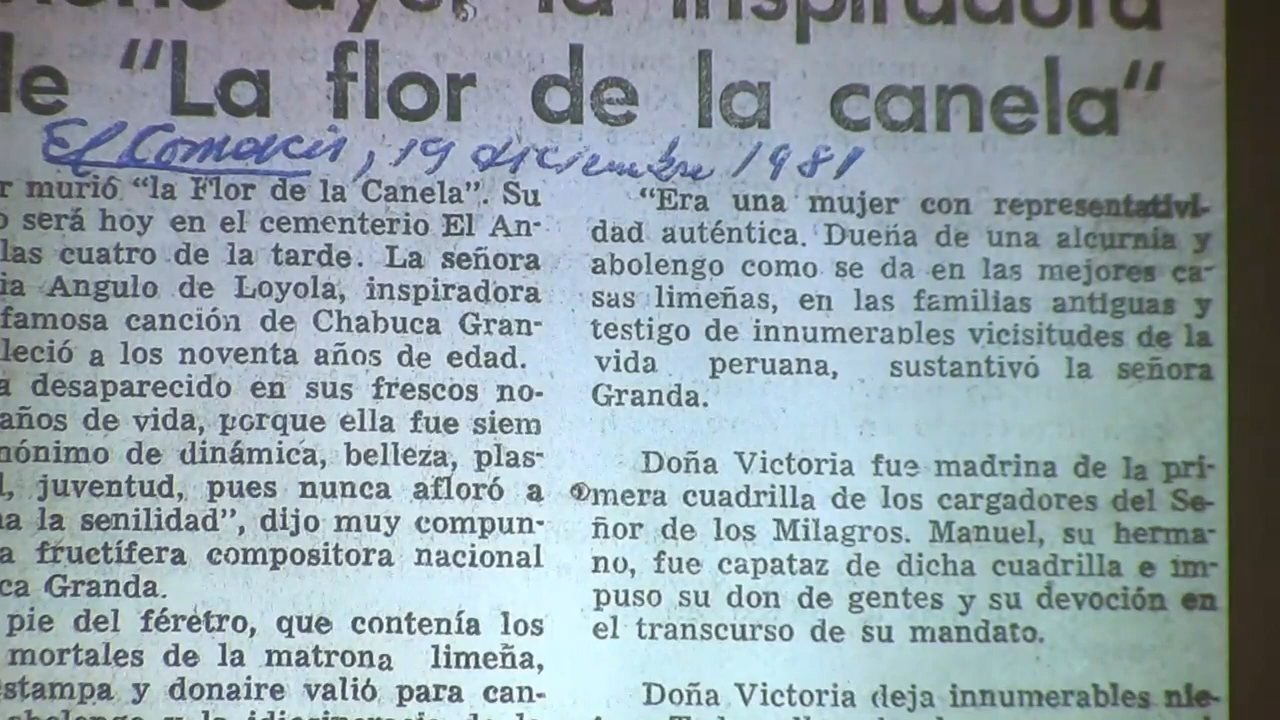 ayer, la inspiradora
de "La flor de la canela"
El Comercio, 19 diciembre 1981
r murió "la Flor de la Canela". Su
o será hoy en el cementerio El An-
las cuatro de la tarde. La señora
ia Angulo de Loyola, inspiradora
famosa canción de Chabuca Gran-
leció a los noventa años de edad.
a desaparecido en sus frescos no-
años de vida, porque ella fue siem
nónimo de dinámica, belleza, plas-
l, juventud, pues nunca afloró a
na la senilidad", dijo muy compun-
a fructífera compositora nacional
ca Granda.
pie del féretro, que contenía los
mortales de la matrona limeña,
stampa y donaire valió para can-
"Era una mujer con representativi-
dad auténtica. Dueña de una alcurnia y
abolengo como se da en las mejores ca-
sas limeñas, en las familias antiguas y
testigo de innumerables vicisitudes de la
vida peruana, sustantivó la señora
Granda.
Doña Victoria fue madrina de la pri-
mera cuadrilla de los cargadores del Se-
ñor de los Milagros. Manuel, su herma-
no, fue capataz de dicha cuadrilla e im-
puso su don de gentes y su devoción en
el transcurso de su mandato.
Doña Victoria deja innumerables nie-